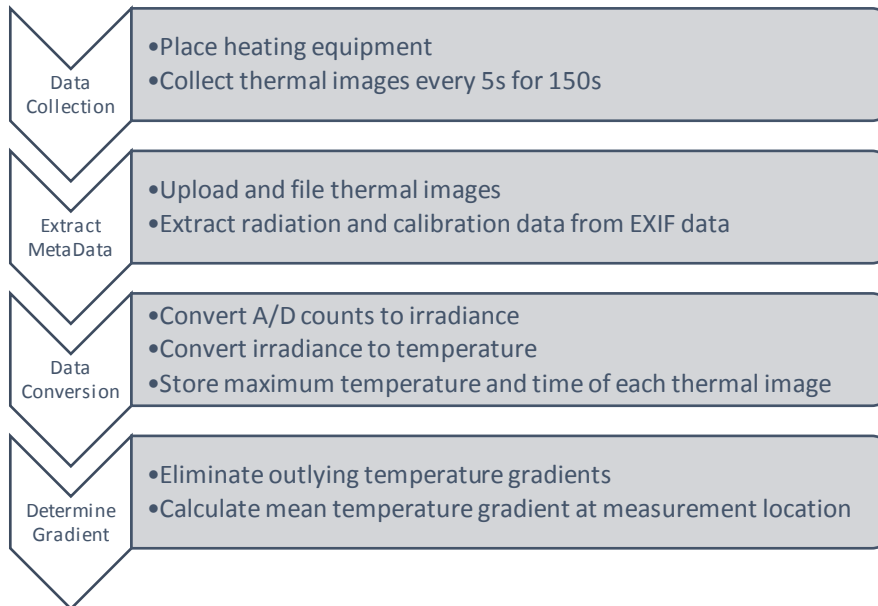 Data
Collection
•Place heating equipment
•Collect thermal images every 5s for 150s
Extract
MetaData
•Upload and file thermal images
•Extract radiation and calibration data from EXIF data
Data
Conversion
•Convert A/D counts to irradiance
•Convert irradiance to temperature
•Store maximum temperature and time of each thermal image
Determine
Gradient
•Eliminate outlying temperature gradients
•Calculate mean temperature gradient at measurement location